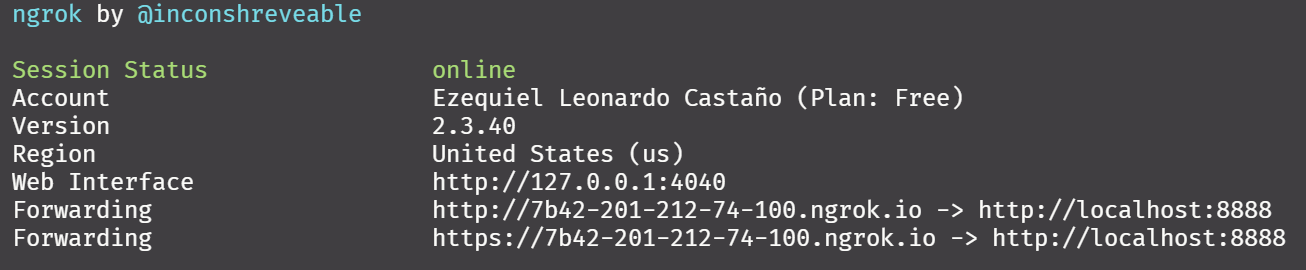 ngrok by @inconshreveable
Session Status online
Account Ezequiel Leonardo Castaño (Plan: Free)
Version 2.3.40
Region United States (us)
Web Interface http://127.0.0.1:4040
Forwarding http://7b42-201-212-74-100.ngrok.io -> http://localhost:8888
Forwarding https://7b42-201-212-74-100.ngrok.io -> http://localhost:8888